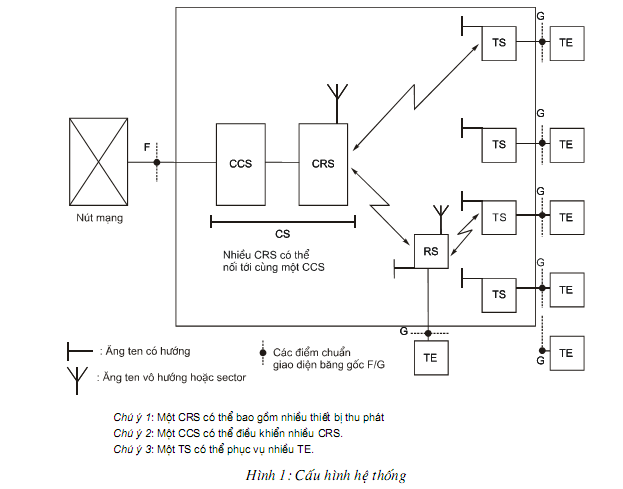 G
TS
TE
G
F
CCS
CRS
TS
TE
G
Nút mạng
CS
RS
TS
TE
Nhiều CRS có thể
nối tới cùng một CCS
G
TS
TE
G
TE
G
TE
: Ăng ten có hướng
Các điểm chuẩn
giao diện băng gốc F/G
: Ăng ten vô hướng hoặc sector
Chú ý 1: Một CRS có thể bao gồm nhiều thiết bị thu phát
Chú ý 2: Một CCS có thể điều khiển nhiều CRS.
Chú ý 3: Một TS có thể phục vụ nhiều TE.
Hình 1: Cấu hình hệ thống